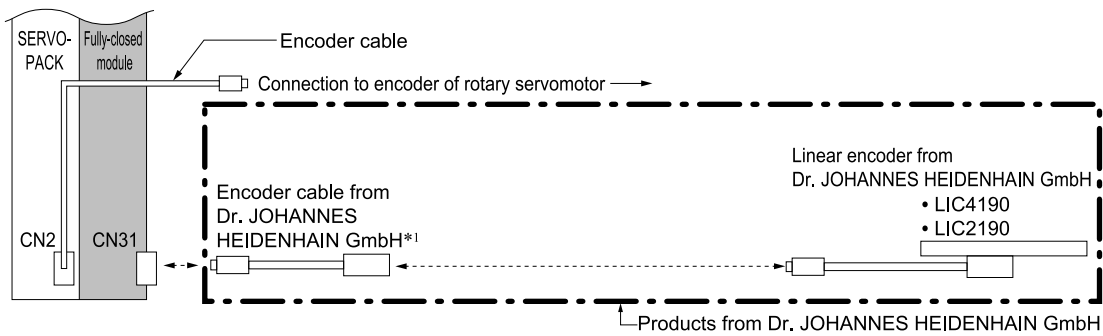 SERVO-
PACK
Fully-closed
module
Encoder cable
Connection to encoder of rotary servomotor
Linear encoder from
Dr. JOHANNES HEIDENHAIN GmbH
• LIC4190
• LIC2190
Encoder cable from
Dr. JOHANNES
HEIDENHAIN GmbH*1
CN2
CN31
Products from Dr. JOHANNES HEIDENHAIN GmbH